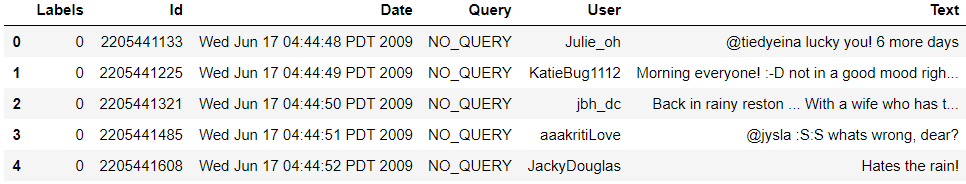 Labels Id Date Query User Text
0 0 2205441133 Wed Jun 17 04:44:48 PDT 2009 NO_QUERY Julie_oh @tiedyeina lucky you! 6 more days
1 0 2205441225 Wed Jun 17 04:44:49 PDT 2009 NO_QUERY KatieBug1112 Morning everyone! :-D not in a good mood righ...
2 0 2205441321 Wed Jun 17 04:44:50 PDT 2009 NO_QUERY jbh_dc Back in rainy reston ... With a wife who has t...
3 0 2205441485 Wed Jun 17 04:44:51 PDT 2009 NO_QUERY aaakritiLove @jysla :S:S whats wrong, dear?
4 0 2205441608 Wed Jun 17 04:44:52 PDT 2009 NO_QUERY JackyDouglas Hates the rain!